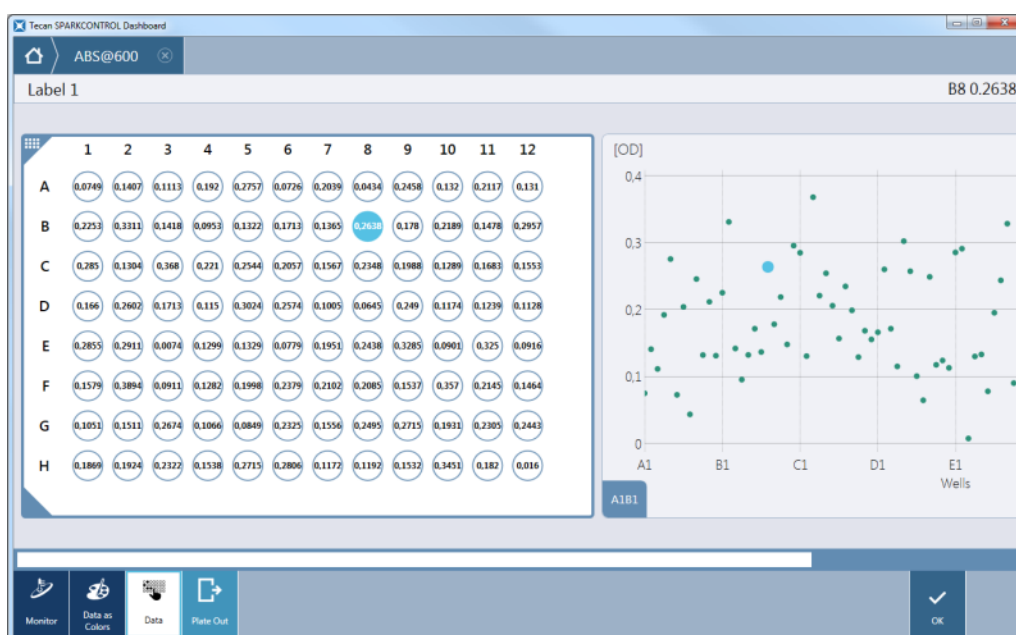 Tecan SPARKCONTROL Dashboard
ABS@600
Label 1
B8 0.2638
1 2 3 4 5 6 7 8 9 10 11 12
A 0,0749 0,1407 0,1113 0,192 0,2757 0,0726 0,2039 0,0434 0,2458 0,132 0,2117 0,131
B 0,2253 0,3311 0,1418 0,0953 0,1322 0,1713 0,1365 0,2638 0,178 0,2189 0,1478 0,2957
C 0,285 0,1304 0,368 0,221 0,2544 0,2057 0,1567 0,2348 0,1988 0,1289 0,1683 0,1553
D 0,166 0,2602 0,1713 0,115 0,3024 0,2574 0,1005 0,0645 0,249 0,1174 0,1239 0,1128
E 0,2855 0,2911 0,0074 0,1299 0,1329 0,0779 0,1951 0,2438 0,3285 0,0901 0,325 0,0916
F 0,1579 0,3894 0,0911 0,1282 0,1998 0,2379 0,2102 0,2085 0,1537 0,357 0,2145 0,1464
G 0,1051 0,1511 0,2674 0,1066 0,0849 0,2325 0,1556 0,2495 0,2715 0,1931 0,2305 0,2443
H 0,1869 0,1924 0,2322 0,1538 0,2715 0,2806 0,1172 0,1192 0,1532 0,3451 0,182 0,016
[OD]
0,4
0,3
0,2
0,1
0
A1 B1 C1 D1 E1
Wells
A1B1
Monitor
Data as
Colors
Data
Plate Out
OK